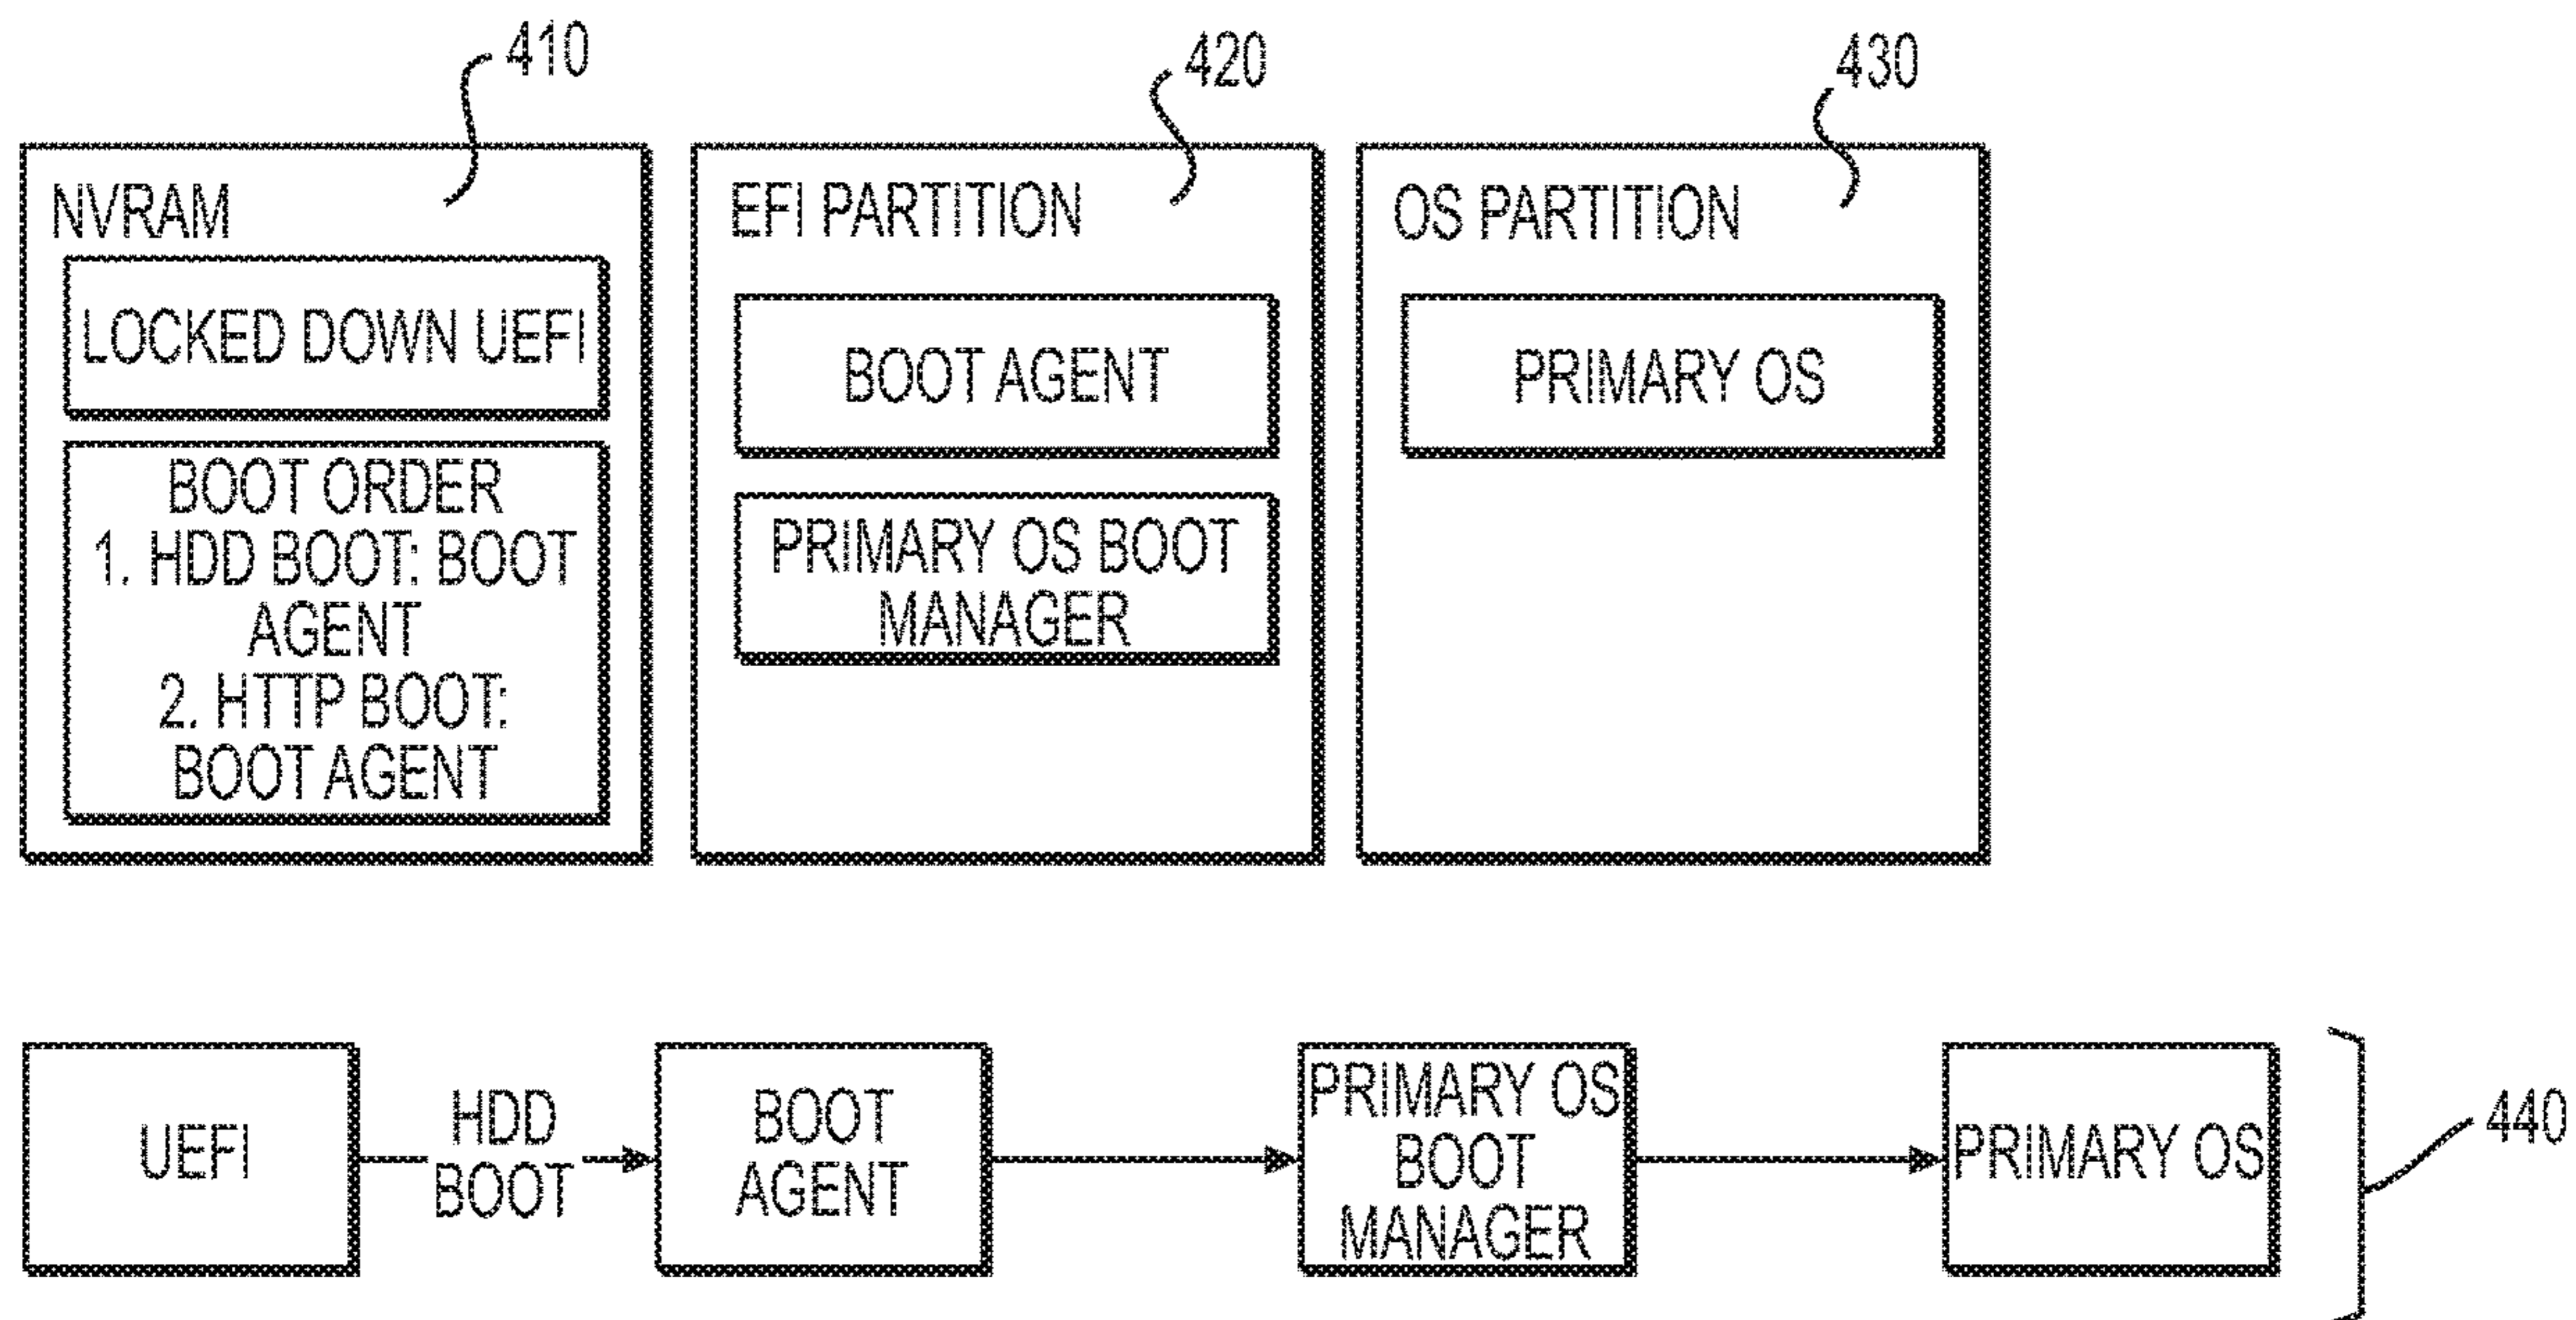 410
420
430
NVRAM
LOCKED DOWN UEFI
BOOT ORDER
1. HDD BOOT: BOOT
AGENT
2. HTTP BOOT:
BOOT AGENT
EFI PARTITION
BOOT AGENT
PRIMARY OS BOOT
MANAGER
OS PARTITION
PRIMARY OS
UEFI
HDD
BOOT
BOOT
AGENT
PRIMARY OS
BOOT
MANAGER
PRIMARY OS
440